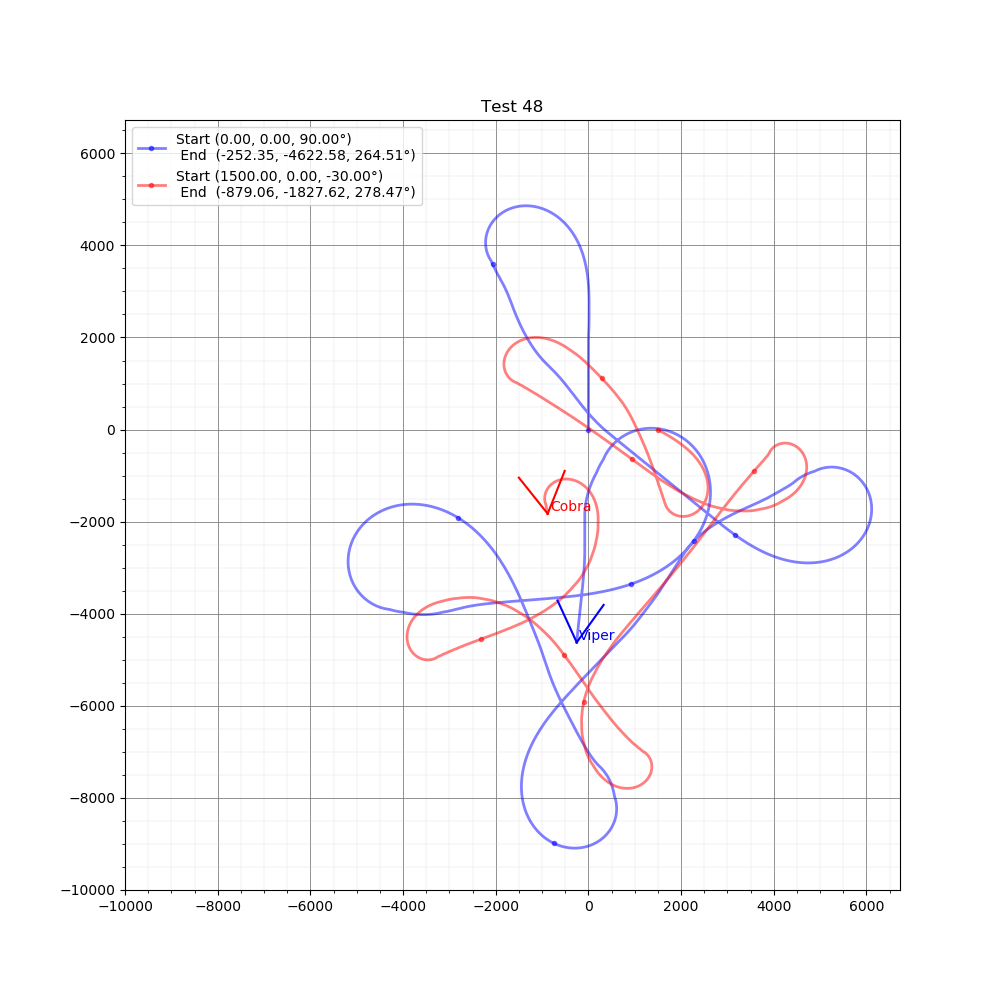 Test 48
Start (0.00, 0.00, 90.00°)
End (-252.35, -4622.58, 264.51°)
Start (1500.00, 0.00, -30.00°)
End (-879.06, -1827.62, 278.47°)
6000
4000
2000
0
−2000
−4000
−6000
−8000
−10000
Cobra
Viper
−10000 −8000 −6000 −4000 −2000 0 2000 4000 6000